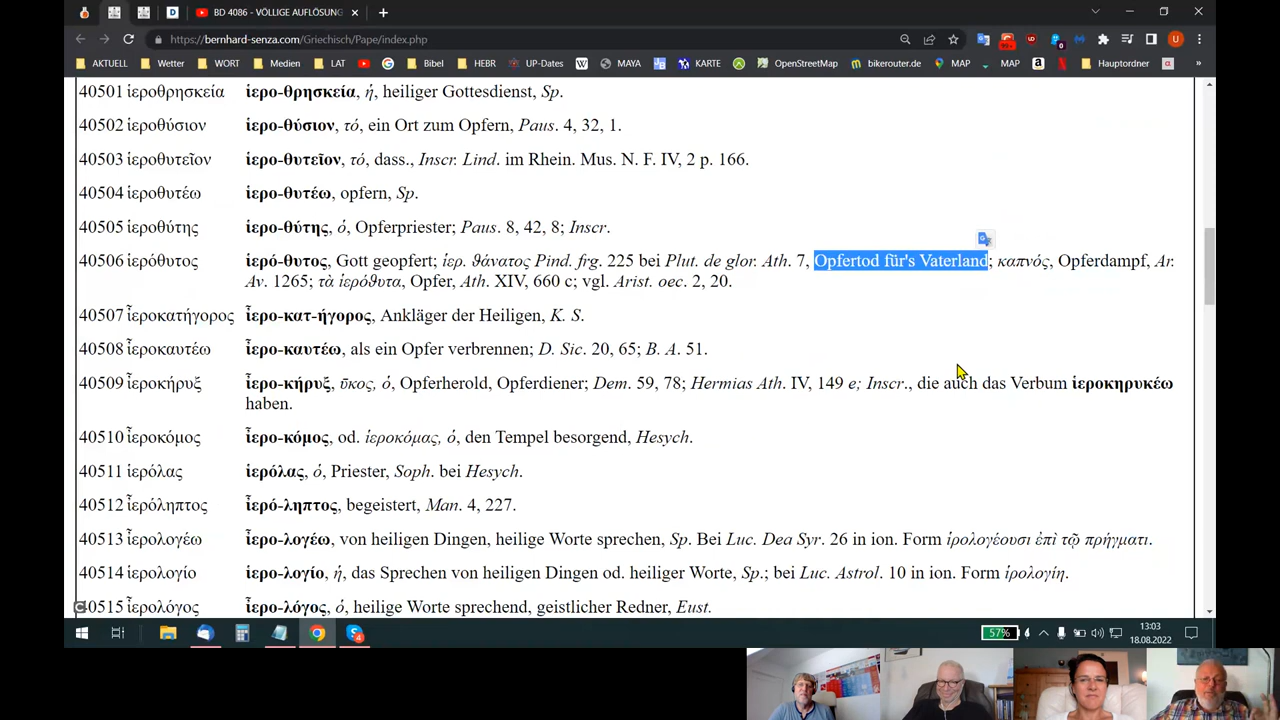 BD 4086 - VÖLLIGE AUFLÖSUNG
https://bernhard-senza.com/Griechisch/Pape/index.php
AKTUELL Wetter WORT Medien LAT Bibel HEBR UP-Dates MAYA KARTE OpenStreetMap bikerouter.de MAP MAP Hauptordner »
40501 ἱεροθρησκεία ἱερο-θρησκεία, ἡ, heiliger Gottesdienst, Sp.
40502 ἱεροθύσιον ἱερο-θύσιον, τό, ein Ort zum Opfern, Paus. 4, 32, 1.
40503 ἱεροθυτεῖον ἱερο-θυτεῖον, τό, dass., Inscr. Lind. im Rhein. Mus. N. F. IV, 2 p. 166.
40504 ἱεροθυτέω ἱερο-θυτέω, opfern, Sp.
40505 ἱεροθύτης ἱερο-θύτης, ὁ, Opferpriester; Paus. 8, 42, 8; Inscr.
40506 ἱερόθυτος ἱερό-θυτος, Gott geopfert; ἱερ. ϑάνατος Pind. frg. 225 bei Plut. de glor. Ath. 7, Opfertod für's Vaterland; καπνός, Opferdampf, Ar.
Av. 1265; τὰ ἱερόϑυτα, Opfer, Ath. XIV, 660 c; vgl. Arist. oec. 2, 20.
40507 ἱεροκατήγορος ἱερο-κατ-ήγορος, Ankläger der Heiligen, K. S.
40508 ἱεροκαυτέω ἱερο-καυτέω, als ein Opfer verbrennen; D. Sic. 20, 65; B. A. 51.
40509 ἱεροκήρυξ ἱερο-κήρυξ, ῡκος, ὁ, Opferherold, Opferdiener; Dem. 59, 78; Hermias Ath. IV, 149 e; Inscr., die auch das Verbum ἱεροκηρυκέω
haben.
40510 ἱεροκόμος ἱερο-κόμος, od. ἱεροκόμας, ὁ, den Tempel besorgend, Hesych.
40511 ἱερόλας ἱερόλας, ὁ, Priester, Soph. bei Hesych.
40512 ἱερόληπτος ἱερό-ληπτος, begeistert, Man. 4, 227.
40513 ἱερολογέω ἱερο-λογέω, von heiligen Dingen, heilige Worte sprechen, Sp. Bei Luc. Dea Syr. 26 in ion. Form ἱρολογέουσι ἐπὶ τῷ πρήγματι.
40514 ἱερολογίο ἱερο-λογίο, ἡ, das Sprechen von heiligen Dingen od. heiliger Worte, Sp.; bei Luc. Astrol. 10 in ion. Form ἱρολογίη.
40515 ἱερολόγος ἱερο-λόγος, ὁ, heilige Worte sprechend, geistlicher Redner, Eust.
57% 13:03
18.08.2022